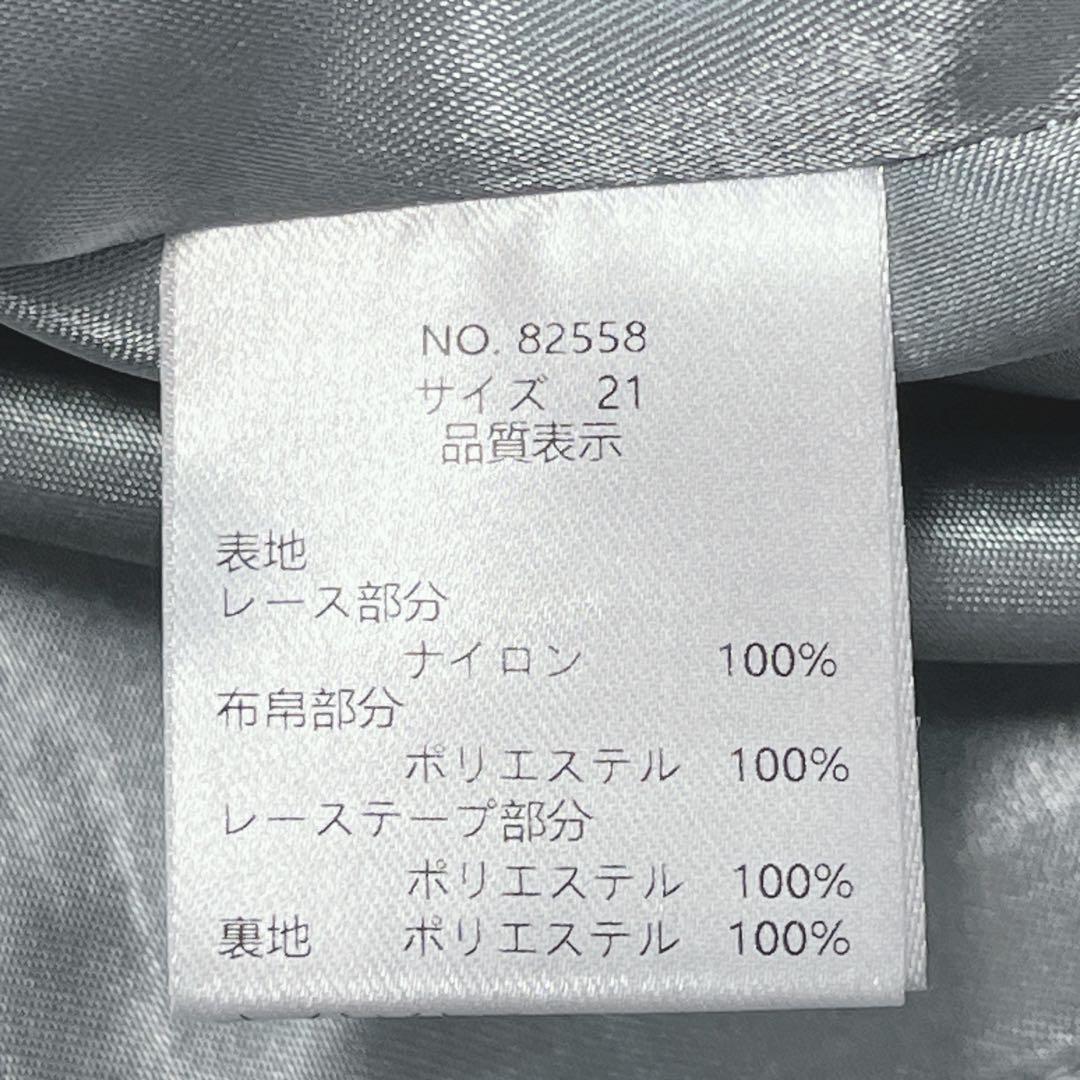 NO. 82558
サイズ 21
品質表示
表地
レース部分
ナイロン 100%
布帛部分
ポリエステル 100%
レーステープ部分
ポリエステル 100%
裏地 ポリエステル 100%